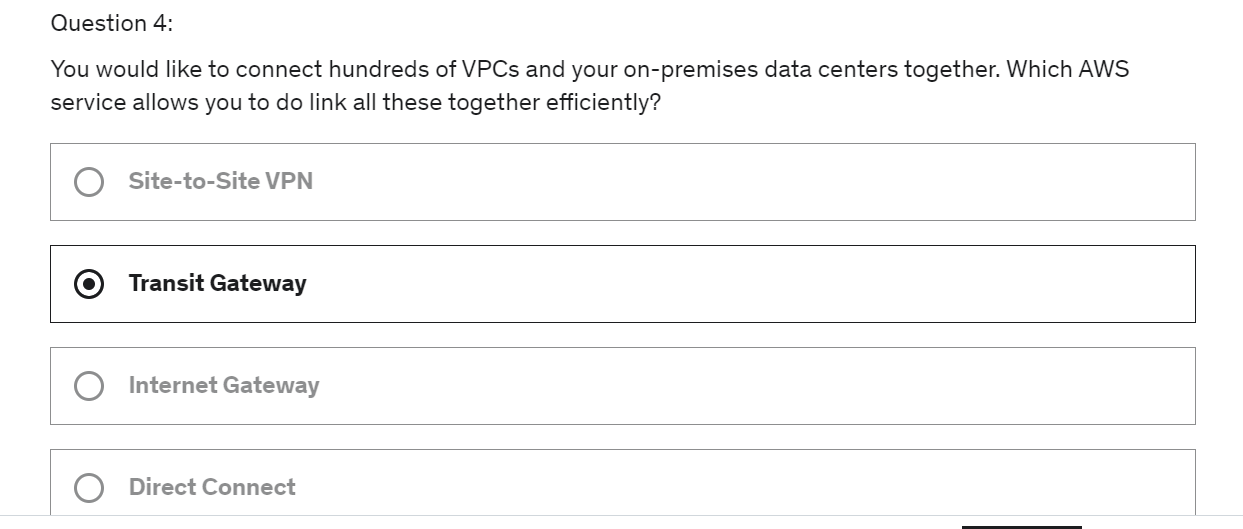 Question 4:
You would like to connect hundreds of VPCs and your on-premises data centers together. Which AWS
service allows you to do link all these together efficiently?
Site-to-Site VPN
Transit Gateway
Internet Gateway
Direct Connect